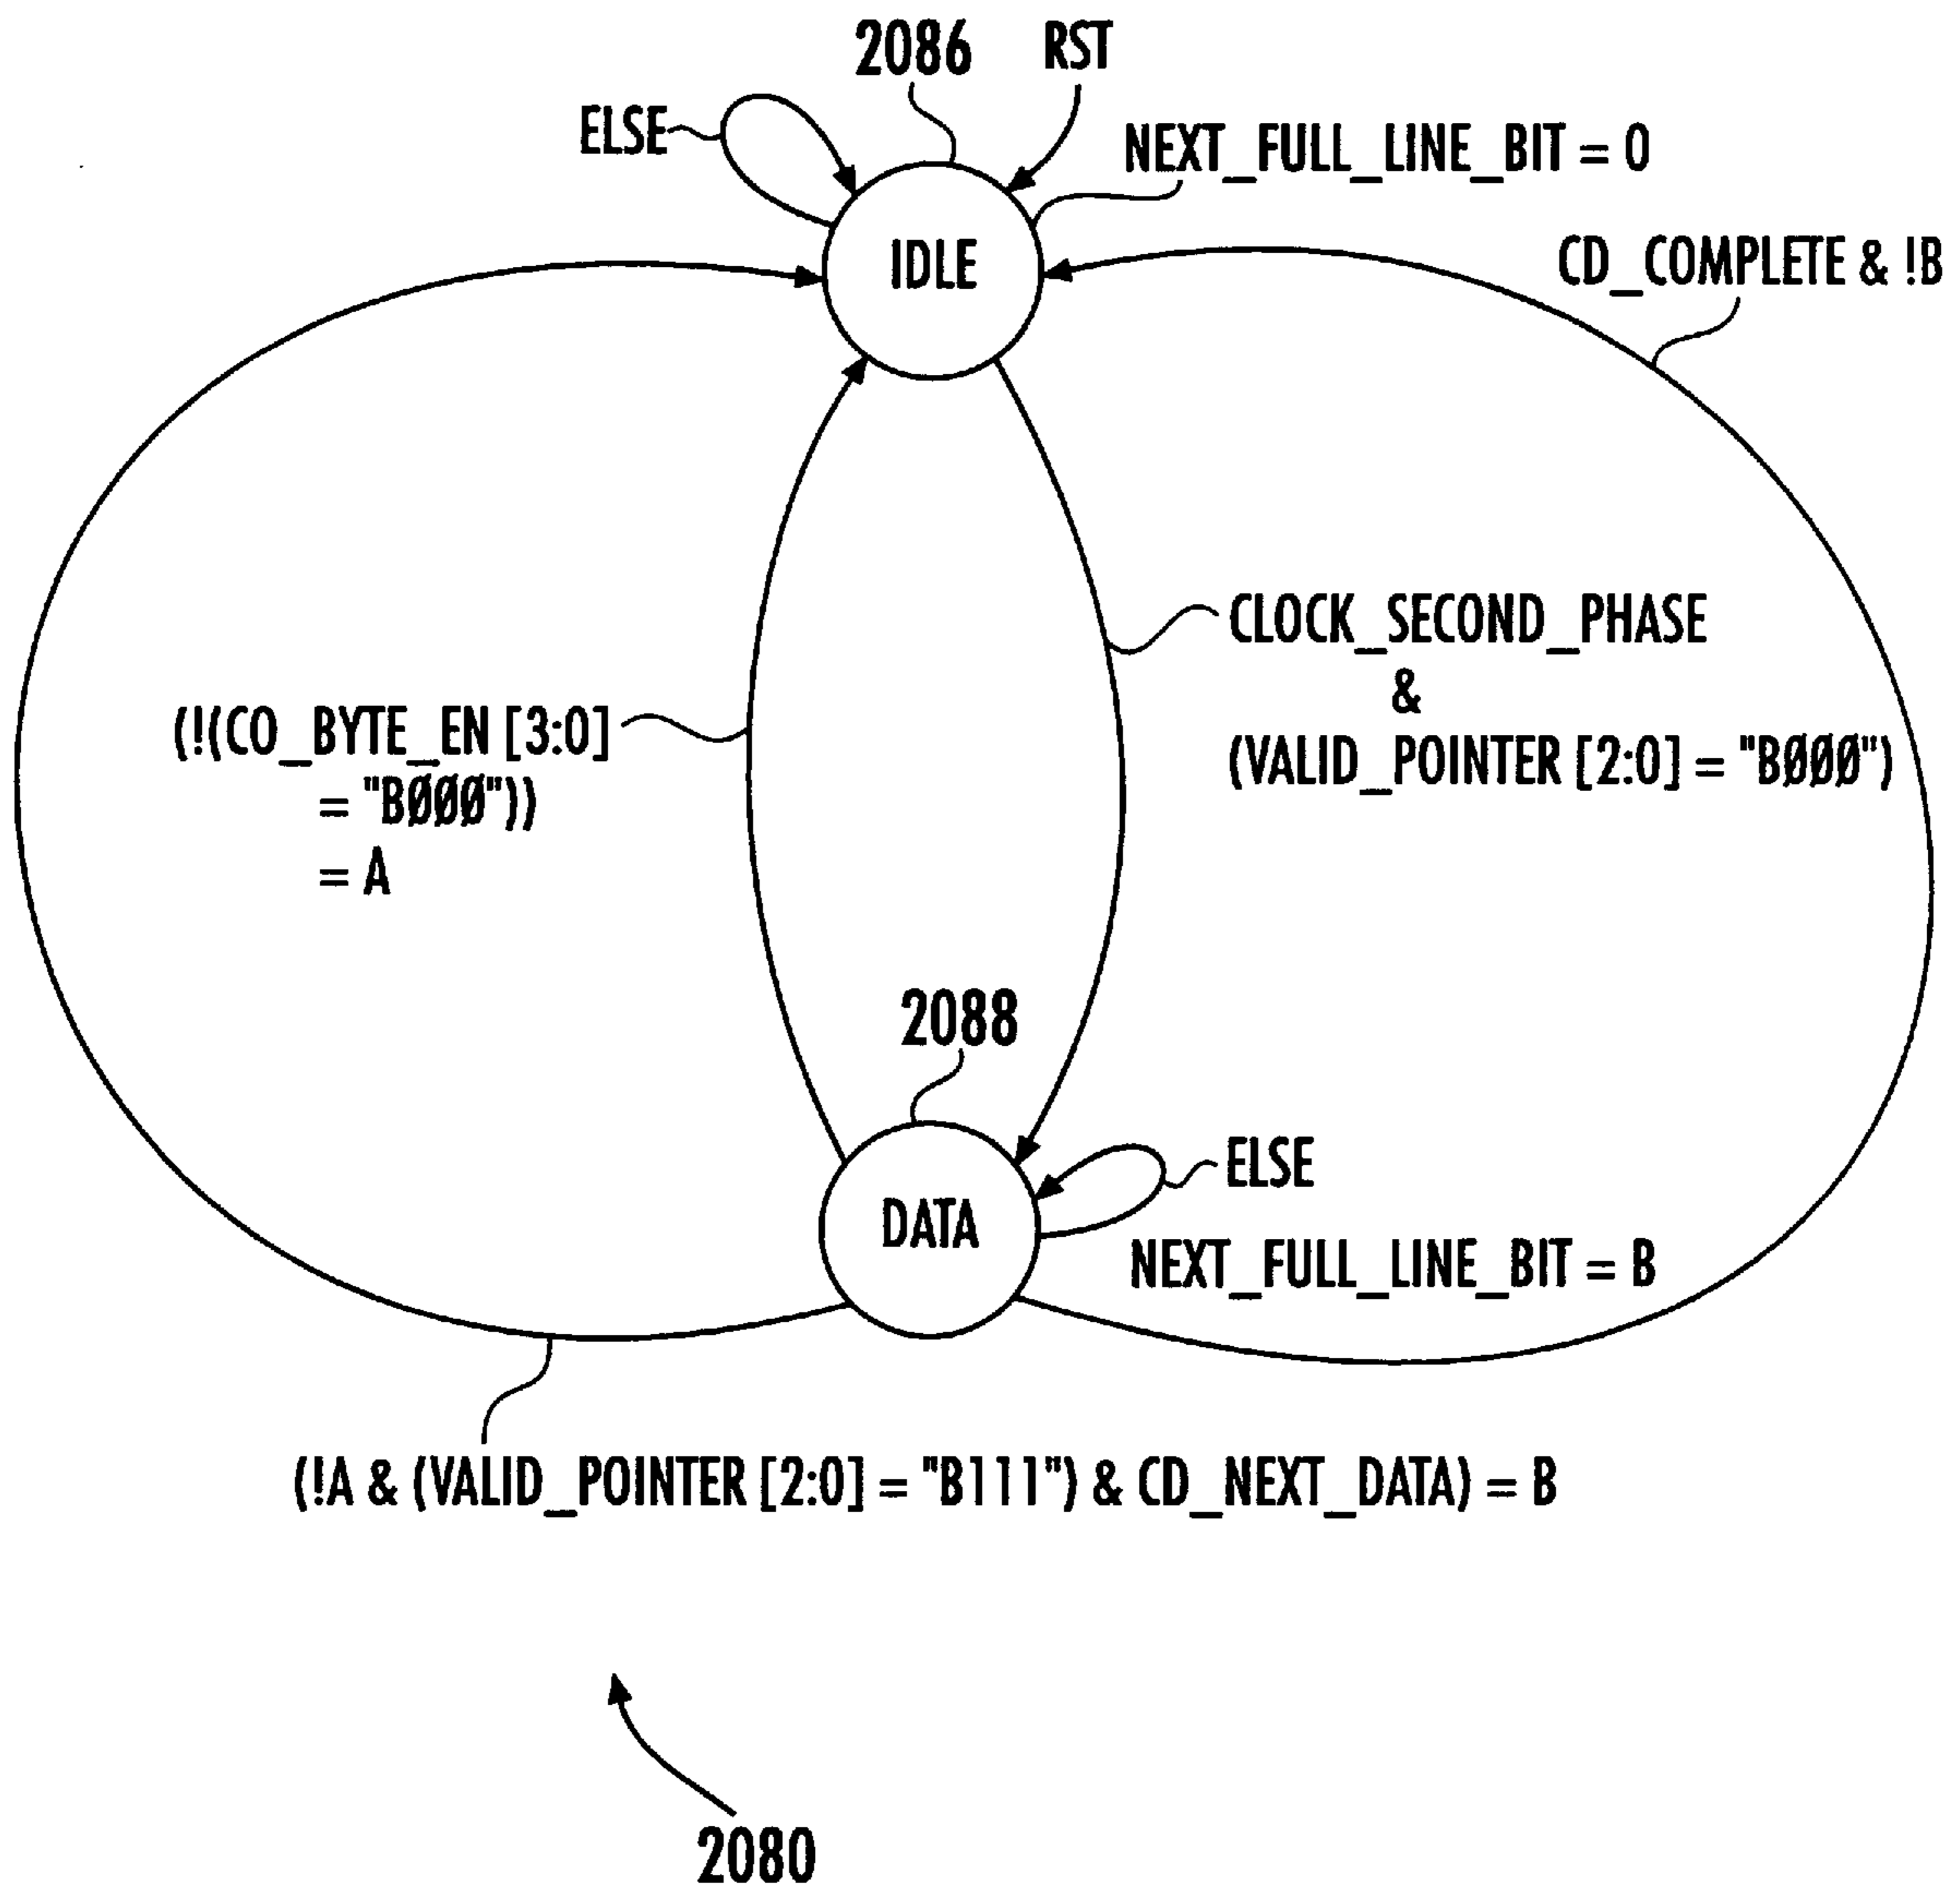 2086
RST
ELSE
NEXT_FULL_LINE_BIT = 0
IDLE
CD_COMPLETE & !B
CLOCK_SECOND_PHASE
&
(VALID_POINTER [2:0] = "BØØØ")
(!(CO_BYTE_EN [3:0]
= "BØØØ"))
= A
2088
ELSE
DATA
NEXT_FULL_LINE_BIT = B
(!A & (VALID_POINTER [2:0] = "B111") & CD_NEXT_DATA) = B
2080